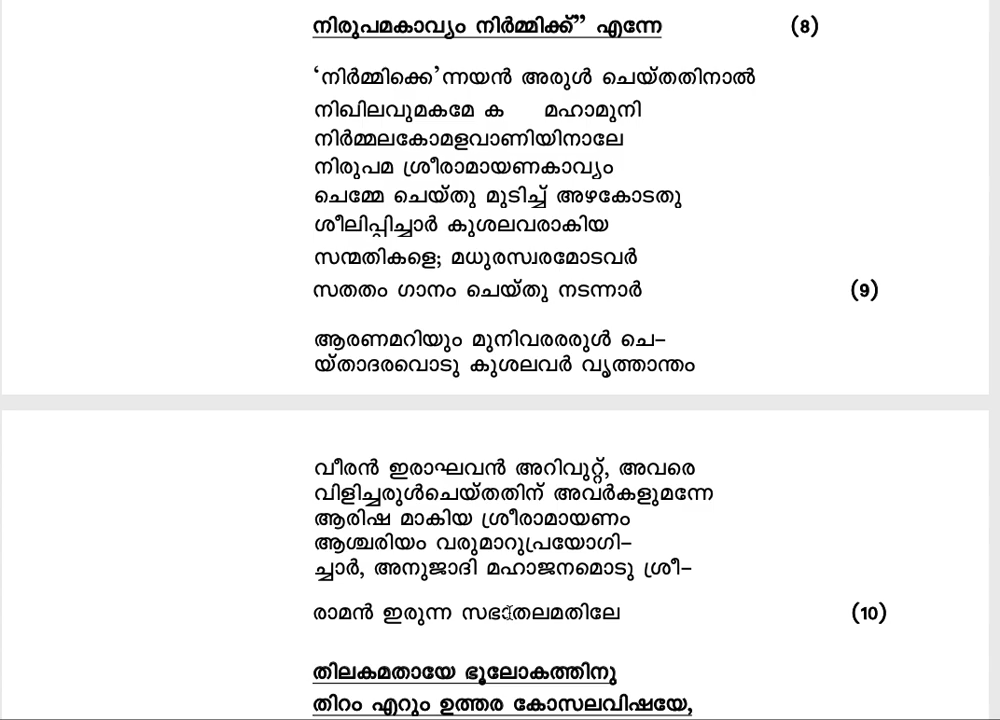 നിരുപമകാവ്യം നിർമ്മിക്ക്” എന്നേ (8)
‘നിർമ്മിക്കെ’ന്നയൻ അരുൾ ചെയ്തതിനാൽ
നിഖിലവുമകമേ ക മഹാമുനി
നിർമ്മലകോമളവാണിയിനാലേ
നിരുപമ ശ്രീരാമായണകാവ്യം
ചെമ്മേ ചെയ്തു മുടിച്ച് അഴകോടതു
ശീലിപ്പിച്ചാർ കുശലവരാകിയ
സന്മതികളെ; മധുരസ്വരമോടവർ
സതതം ഗാനം ചെയ്തു നടന്നാർ (9)
ആരണമറിയും മുനിവരരരുൾ ചെ–
യ്താദരവൊടു കുശലവർ വൃത്താന്തം
വീരൻ ഇരാഘവൻ അറിവുറ്റ്, അവരെ
വിളിച്ചരുൾചെയ്തതിന് അവർകളുമന്നേ
ആരിഷ മാകിയ ശ്രീരാമായണം
ആശ്ചരിയം വരുമാറുപ്രയോഗി–
ച്ചാർ, അനുജാദി മഹാജനമൊടു ശ്രീ–
രാമൻ ഇരുന്ന സഭാതലമതിലേ (10)
തിലകമതായേ ഭൂലോകത്തിനു
തിറം എറും ഉത്തര കോസലവിഷയേ,